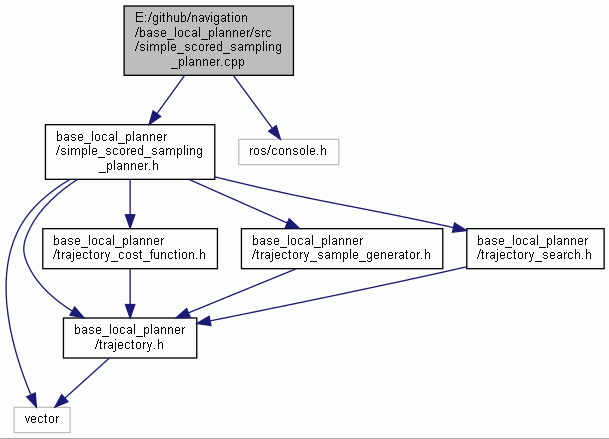 E:/github/navigation
/base_local_planner/src
/simple_scored_sampling
_planner.cpp
base_local_planner
/simple_scored_sampling
_planner.h
ros/console.h
base_local_planner
/trajectory_cost_function.h
base_local_planner
/trajectory_sample_generator.h
base_local_planner
/trajectory_search.h
base_local_planner
/trajectory.h
vector